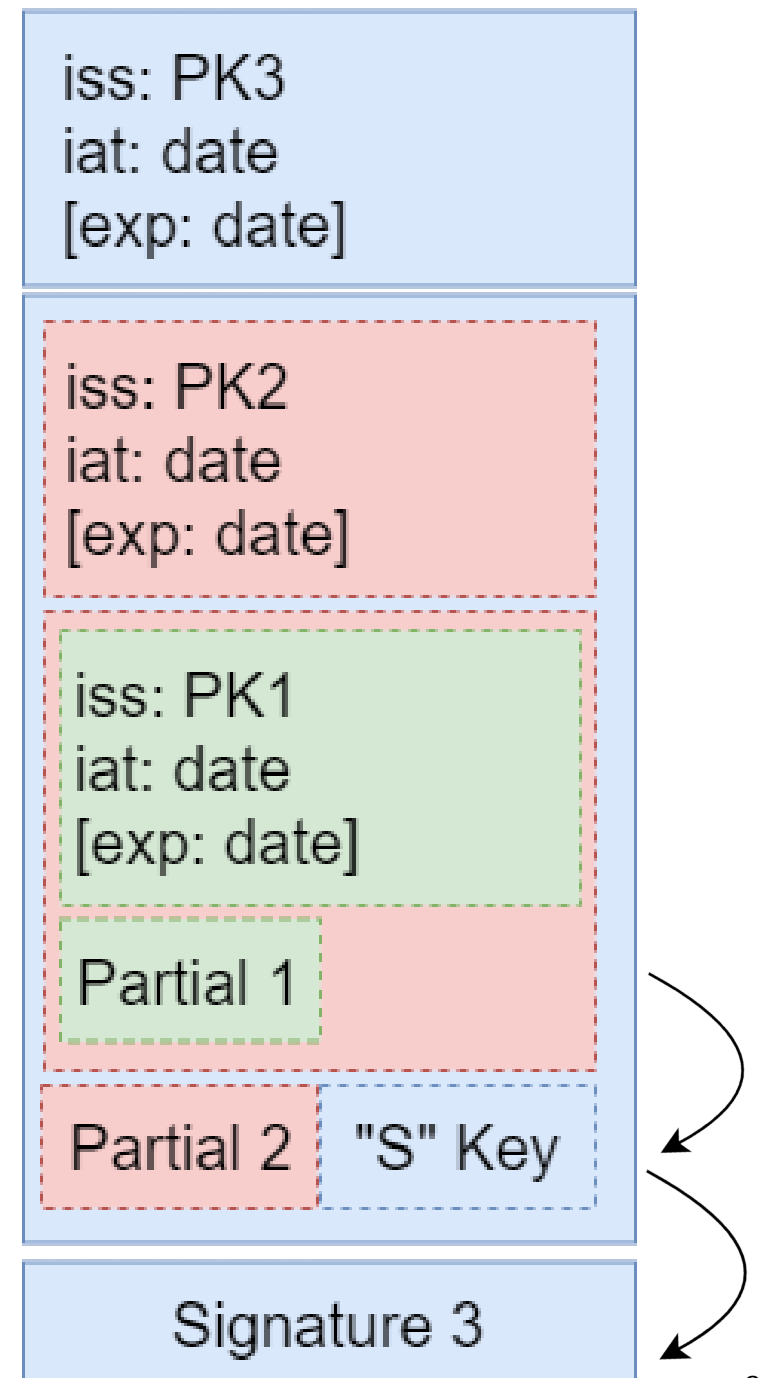 iss: PK3
iat: date
[exp: date]
iss: PK2
iat: date
[exp: date]
iss: PK1
iat: date
[exp: date]
Partial 1
Partial 2 "S" Key
Signature 3